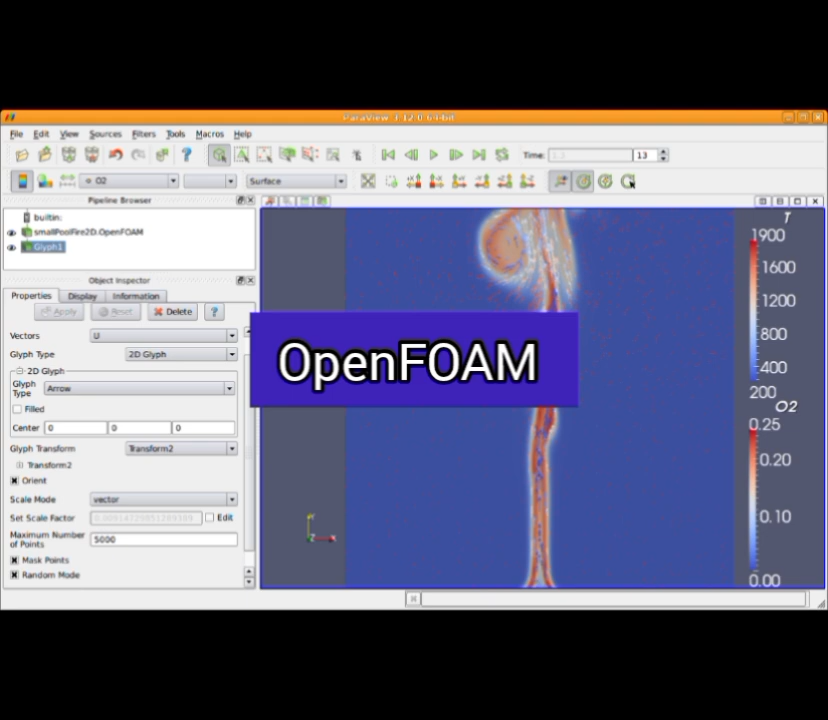 ParaView 3.12.0 64-bit
File Edit View Sources Filters Tools Macros Help
Time: 13
O2 Surface
Pipeline Browser
builtin:
smallPoolFire2D.OpenFOAM
Glyph1
Object Inspector
Properties Display Information
Apply Reset Delete ?
Vectors U
Glyph Type 2D Glyph
2D Glyph
Glyph Type Arrow
Filled
Center 0 0 0
Glyph Transform Transform2
Transform2
Orient
Scale Mode vector
Set Scale Factor Edit
Maximum Number of Points 5000
Mask Points
Random Mode
OpenFOAM
T
1900
1600
1200
800
400
200
O2
0.25
0.20
0.10
0.00